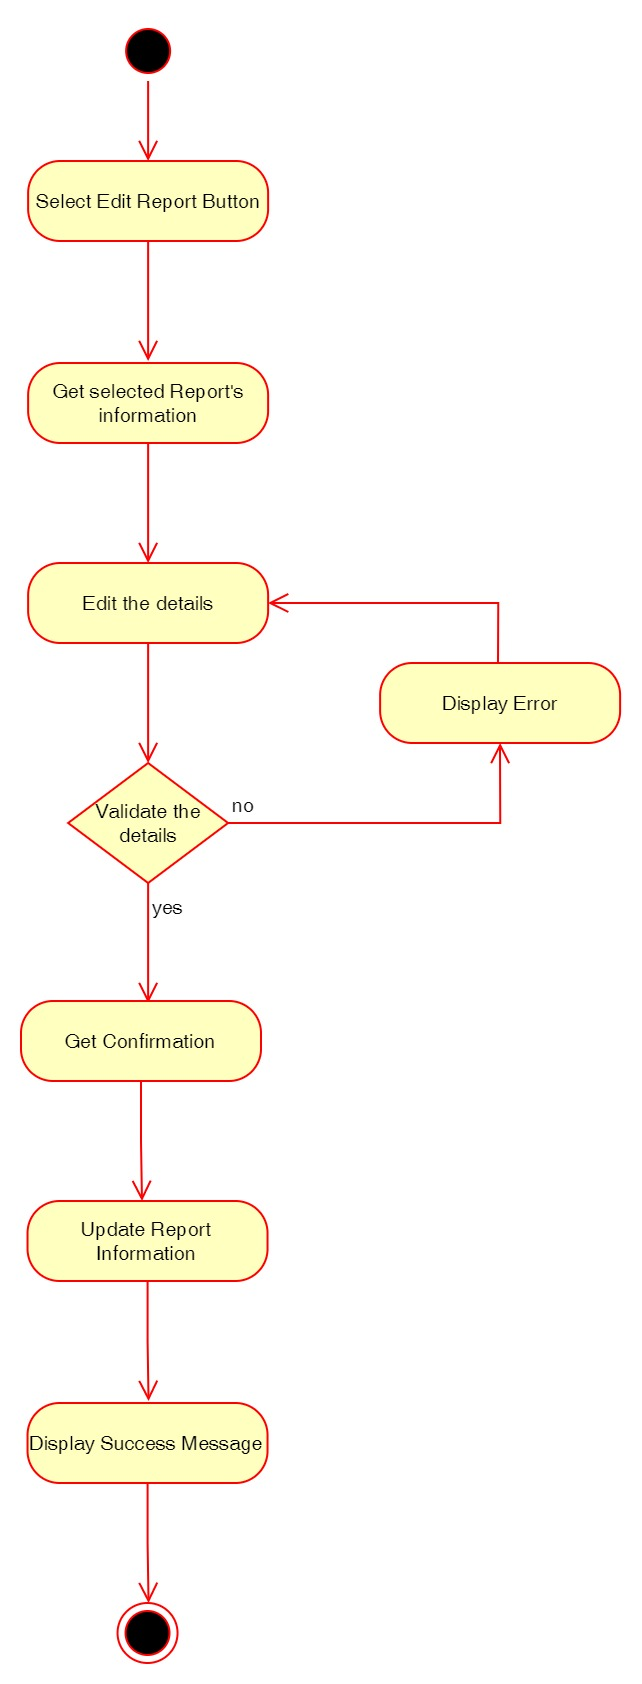 Select Edit Report Button
Get selected Report's
information
Edit the details
Display Error
Validate the
details
no
yes
Get Confirmation
Update Report
Information
Display Success Message